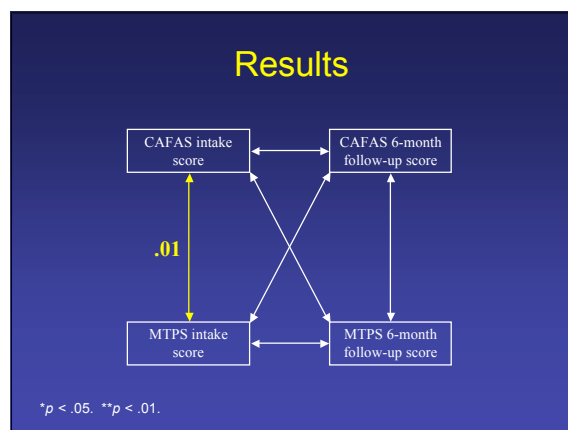 Results
CAFAS intake
score
CAFAS 6-month
follow-up score
.01
MTPS intake
score
MTPS 6-month
follow-up score
*p < .05. **p < .01.